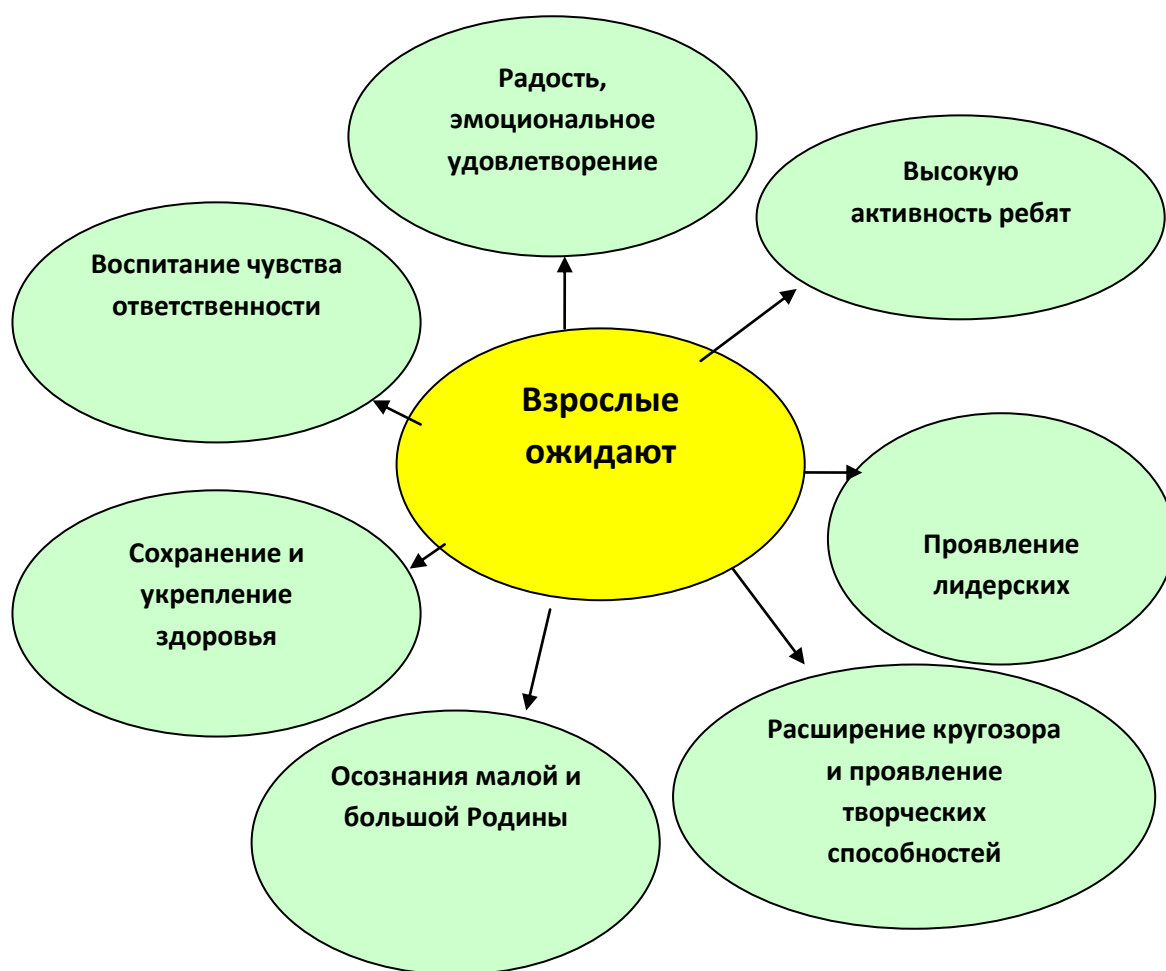 Радость,
эмоциональное
удовлетворение
Высокую
активность ребят
Воспитание чувства
ответственности
Взрослые
ожидают
Проявление
лидерских
Сохранение и
укрепление
здоровья
Расширение кругозора
и проявление
творческих
способностей
Осознания малой и
большой Родины